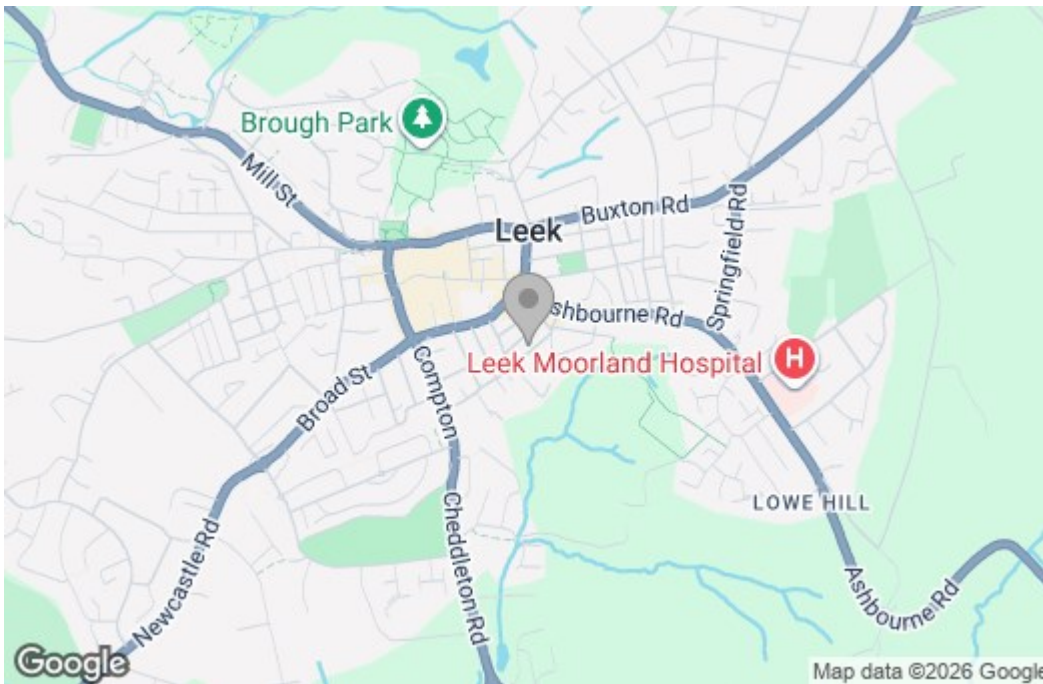 Brough Park
Mill St
Buxton Rd
Leek
Springfield Rd
shbourne Rd
Leek Moorland Hospital
H
Broad St
Compton
LOWE HILL
Cheddleton Rd
Newcastle Rd
Ashbourne Rd
Google
Map data ©2026 Google